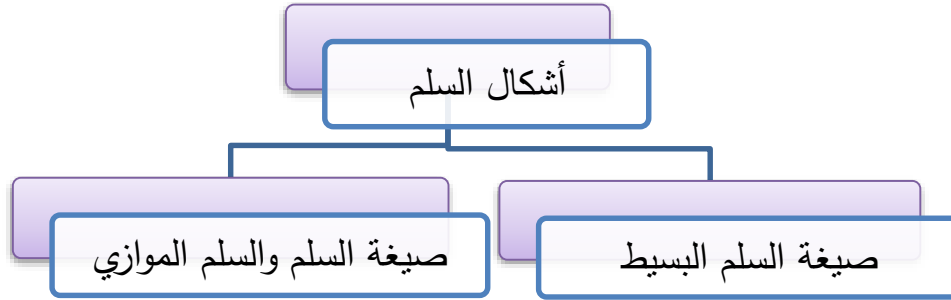 أشكال السلم
صيغة السلم البسيط
صيغة السلم والسلم الموازي